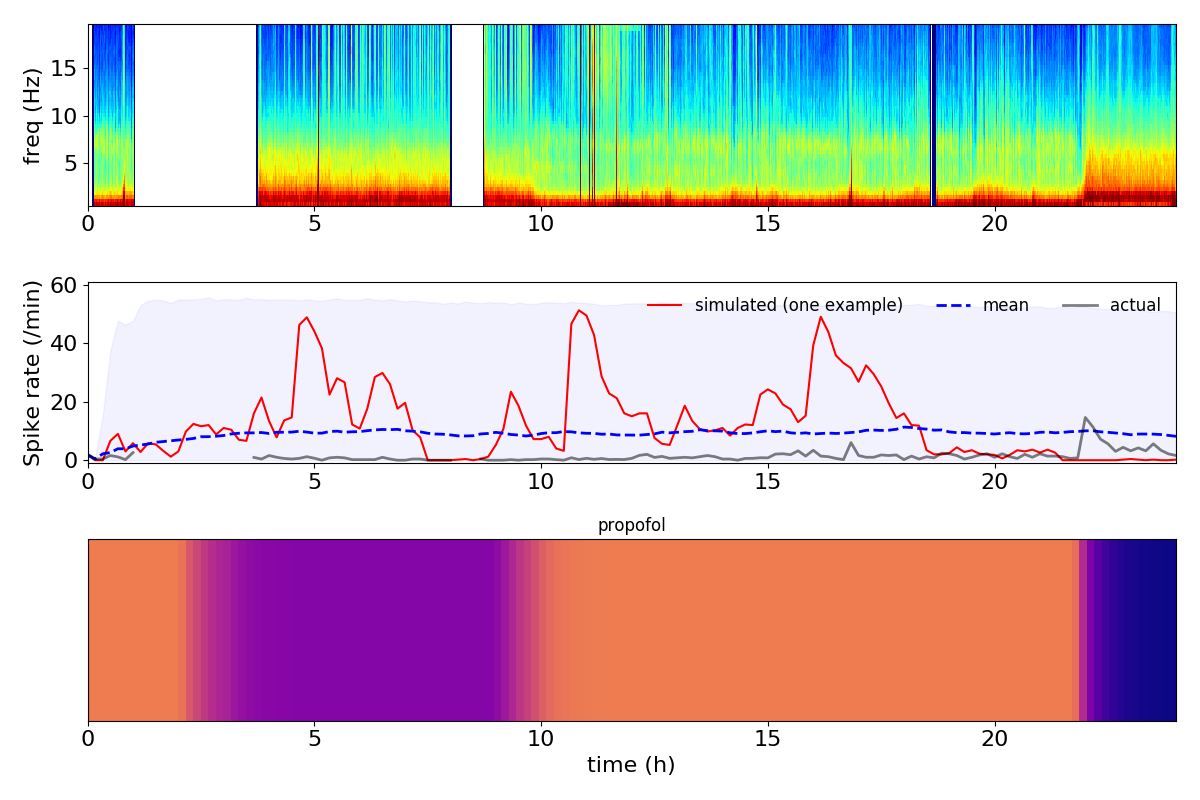 freq (Hz)
15
10
5
0 5 10 15 20
Spike rate (/min)
60
40
20
0
simulated (one example) mean actual
0 5 10 15 20
propofol
0 5 10 15 20
time (h)